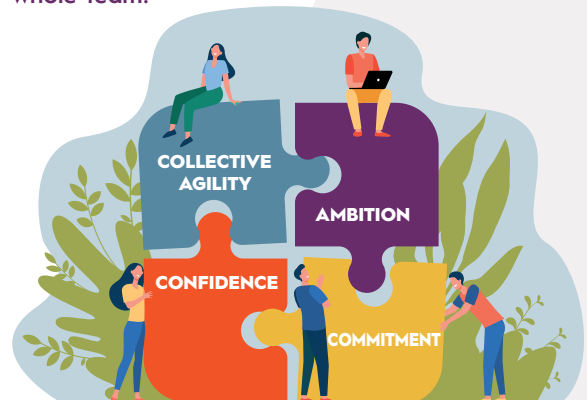 whole team.
COLLECTIVE
AGILITY
AMBITION
CONFIDENCE
COMMITMENT